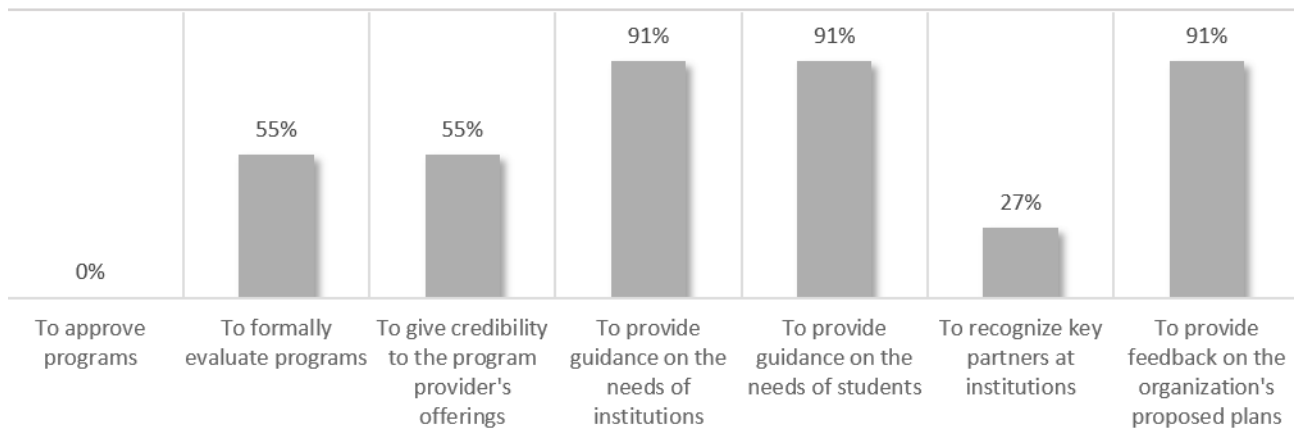 91%
91%
91%
55%
55%
27%
0%
To approve
programs
To formally
evaluate programs
To give credibility
to the program
provider's
offerings
To provide
guidance on the
needs of
institutions
To provide
guidance on the
needs of students
To recognize key
partners at
institutions
To provide
feedback on the
organization's
proposed plans